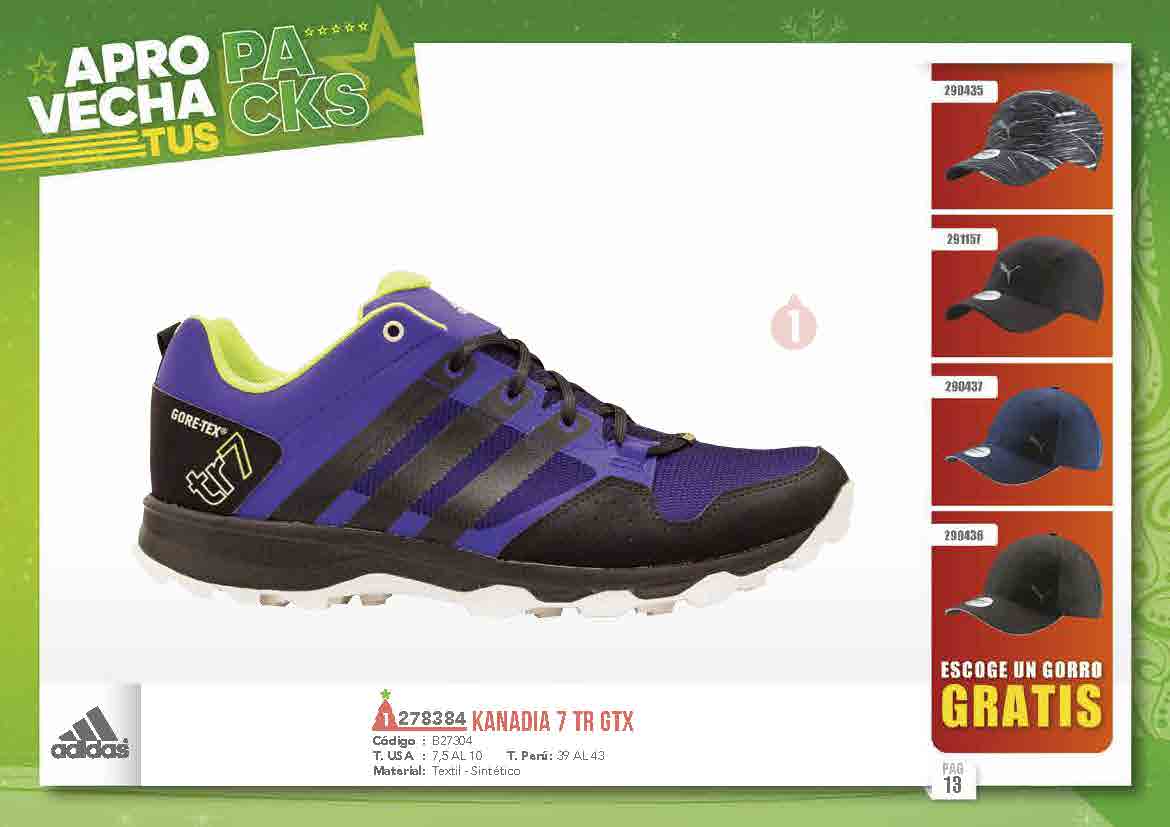 APRO
VECHA
TUS
PA
CKS
290435
291157
290437
290436
ESCOGE UN GORRO
GRATIS
1
GORE-TEX®
tr7
adidas
1 278384 KANADIA 7 TR GTX
Código : B27304
T. USA : 7,5 AL 10 T. Perú: 39 AL 43
Material: Textil - Sintético
PAG
13